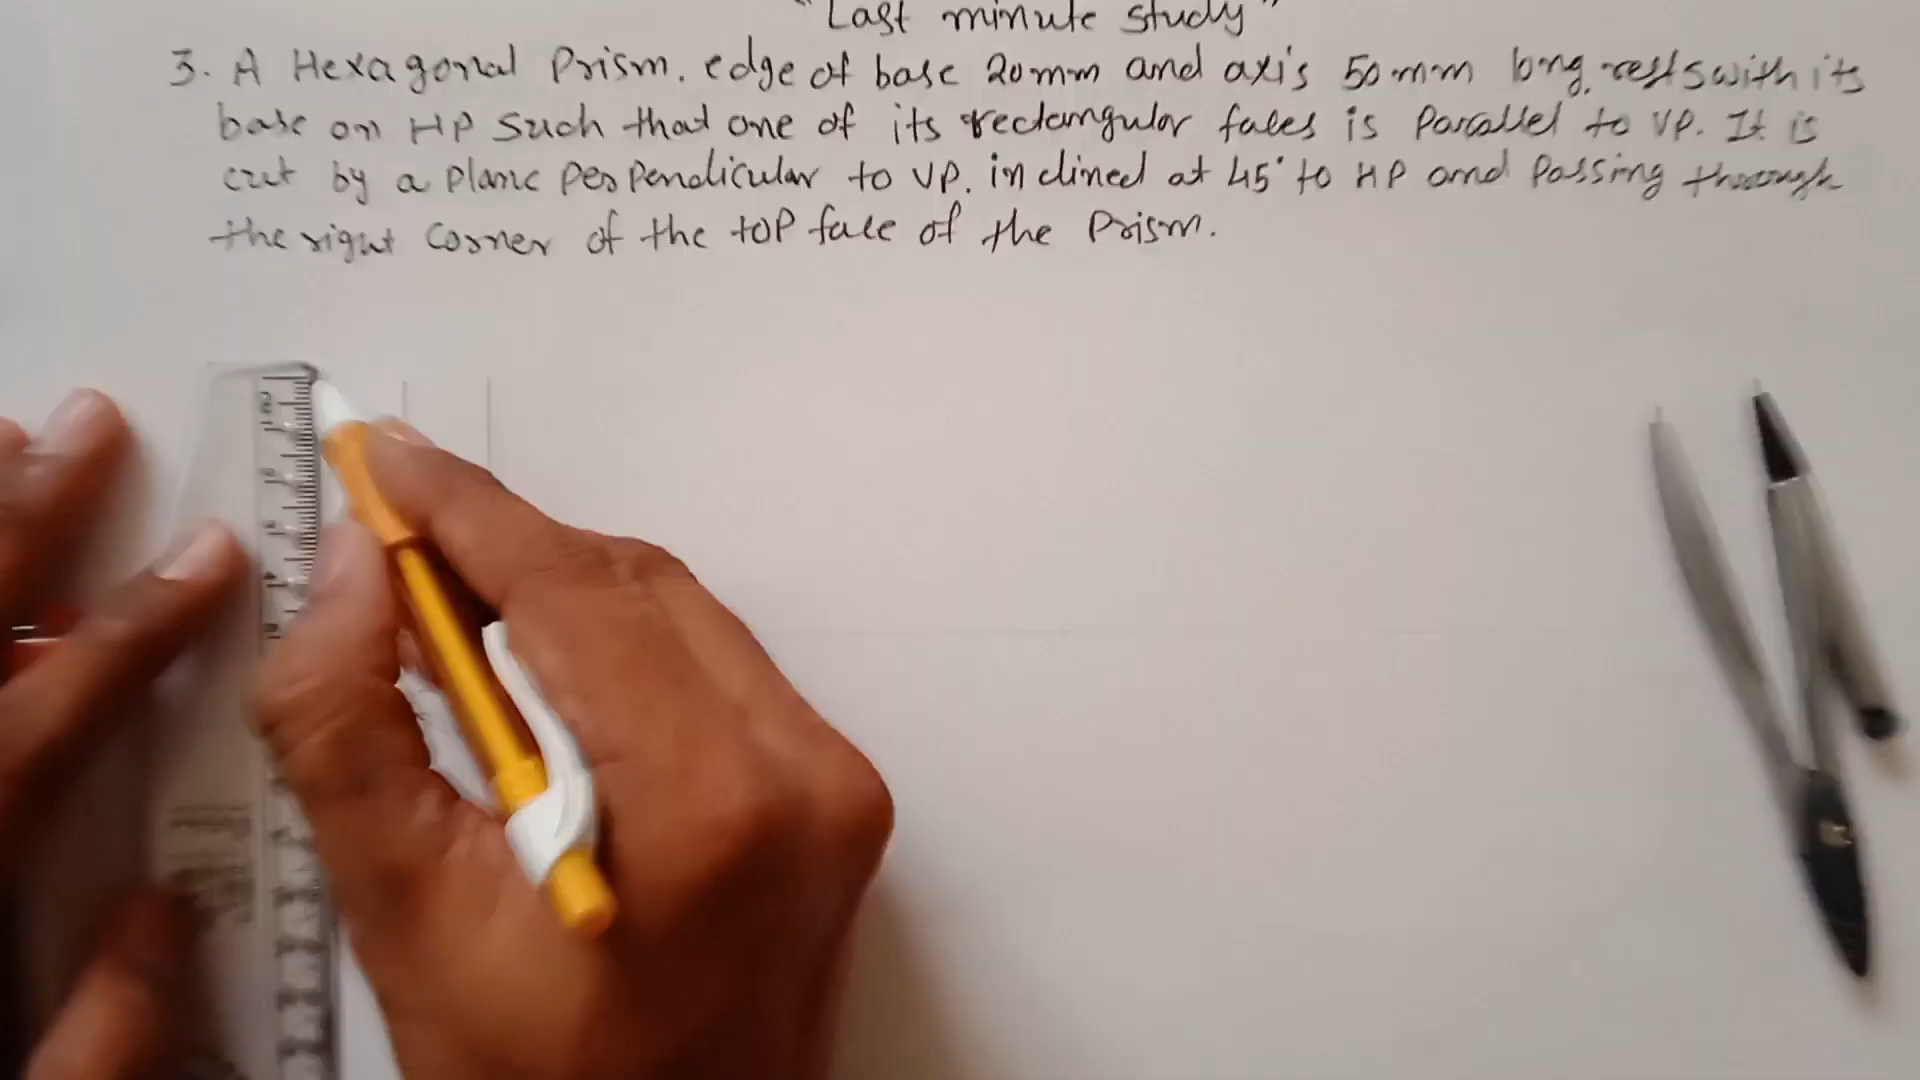 "Last minute study"
3. A Hexagonal Prism, edge of base 20mm and axis 50mm long, rests with its
base on HP such that one of its rectangular faces is Parallel to VP. It is
cut by a plane perpendicular to VP, inclined at 45° to HP and Passing through
the right corner of the top face of the Prism.